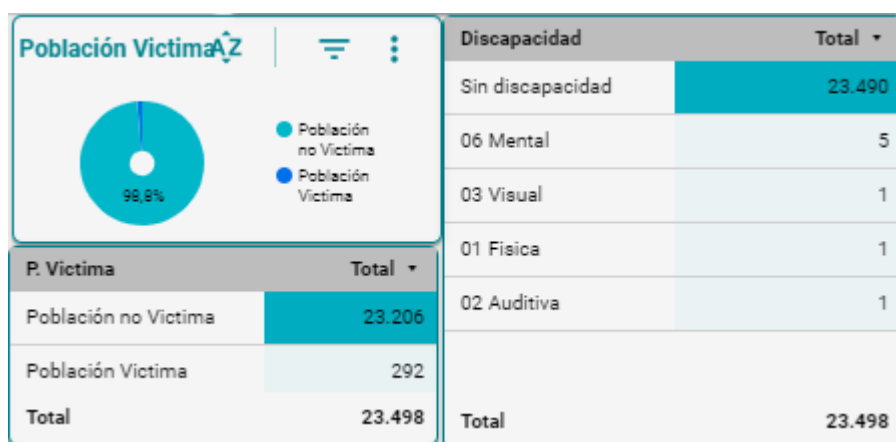 Población Victima
AZ
Población
no Victima
Población
Victima
98,8%
P. Victima Total
Población no Victima 23.206
Población Victima 292
Total 23.498
Discapacidad Total
Sin discapacidad 23.490
06 Mental 5
03 Visual 1
01 Fisica 1
02 Auditiva 1
Total 23.498